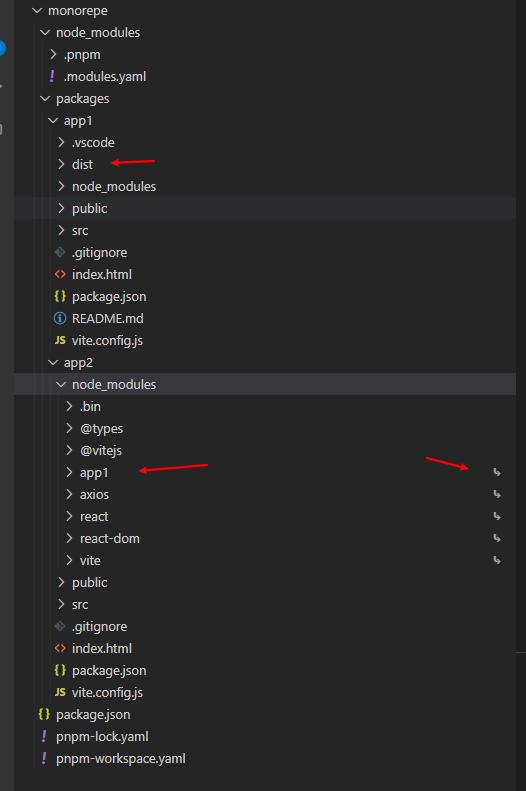 monorepe
node_modules
.pnpm
! .modules.yaml
packages
app1
.vscode
dist
node_modules
public
src
.gitignore
<> index.html
{} package.json
README.md
JS vite.config.js
app2
node_modules
.bin
@types
@vitejs
app1
axios
react
react-dom
vite
public
src
.gitignore
<> index.html
{} package.json
JS vite.config.js
{} package.json
! pnpm-lock.yaml
! pnpm-workspace.yaml